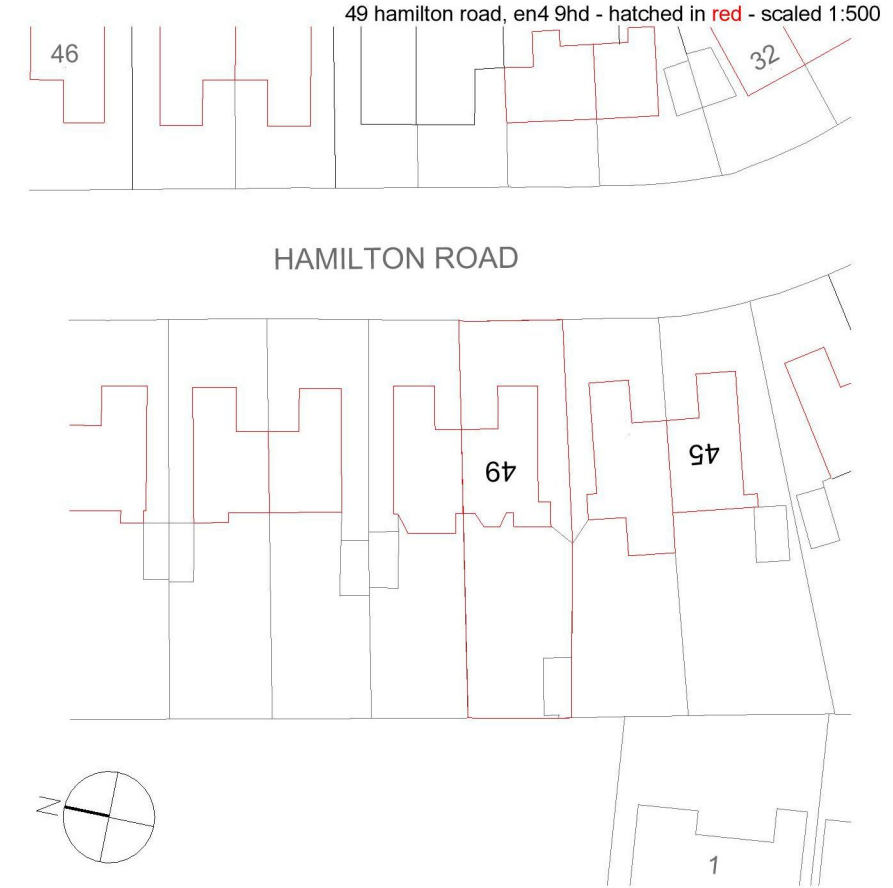 49 hamilton road, en4 9hd - hatched in red - scaled 1:500
46
32
HAMILTON ROAD
49
45
N
1